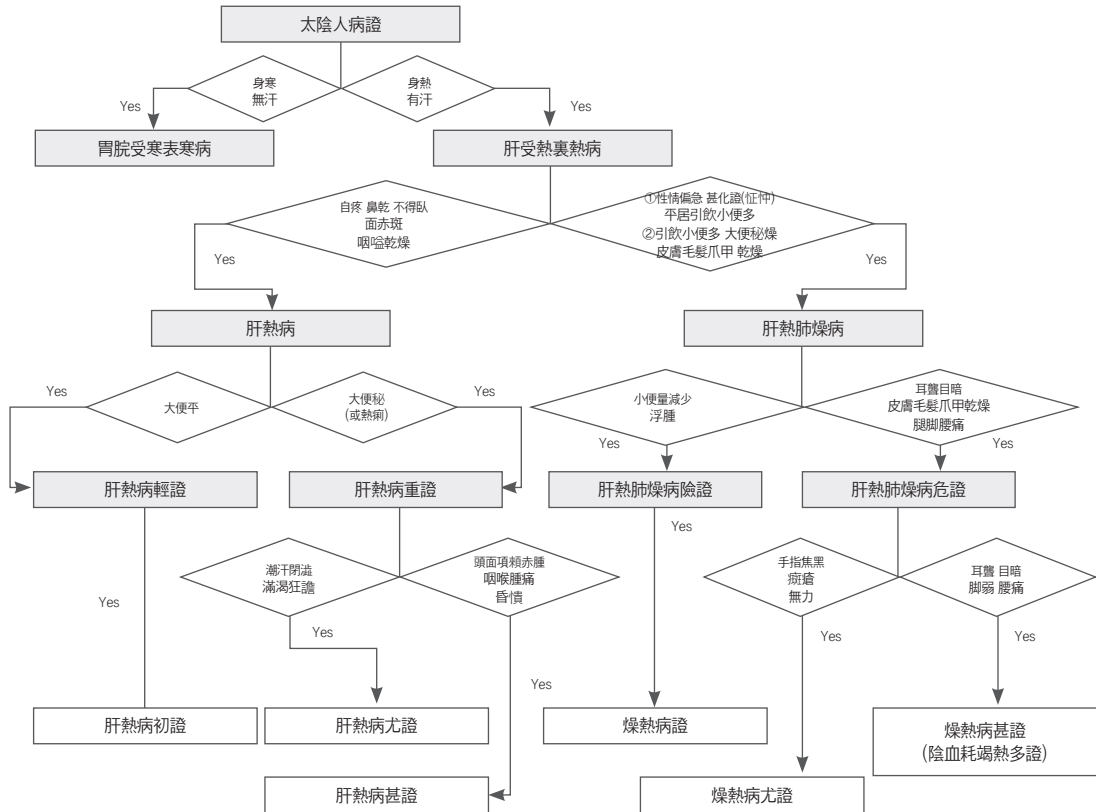 太陰人病證
身寒
無汗
身熱
有汗
Yes
Yes
胃脘受寒表寒病
肝受熱裏熱病
自疼 鼻乾 不得臥
面赤斑
咽嗌乾燥
①性情偏急 甚化證(怔忡)
平居引飮小便多
②引飮小便多 大便秘燥
皮膚毛髮爪甲 乾燥
Yes
Yes
肝熱病
肝熱肺燥病
Yes
大便平
大便秘
(或熱痢)
Yes
小便量減少
浮腫
耳聾目暗
皮膚毛髮爪甲乾燥
腿脚腰痛
Yes
Yes
肝熱病輕證
肝熱病重證
肝熱肺燥病險證
肝熱肺燥病危證
Yes
潮汗閉澁
滿渴狂譫
頭面項頰赤腫
咽喉腫痛
昏憒
手指焦黑
斑瘡
無力
耳聾 目暗
脚弱 腰痛
Yes
Yes
Yes
Yes
Yes
肝熱病初證
肝熱病尤證
燥熱病證
燥熱病甚證
(陰血耗竭熱多證)
肝熱病甚證
燥熱病尤證